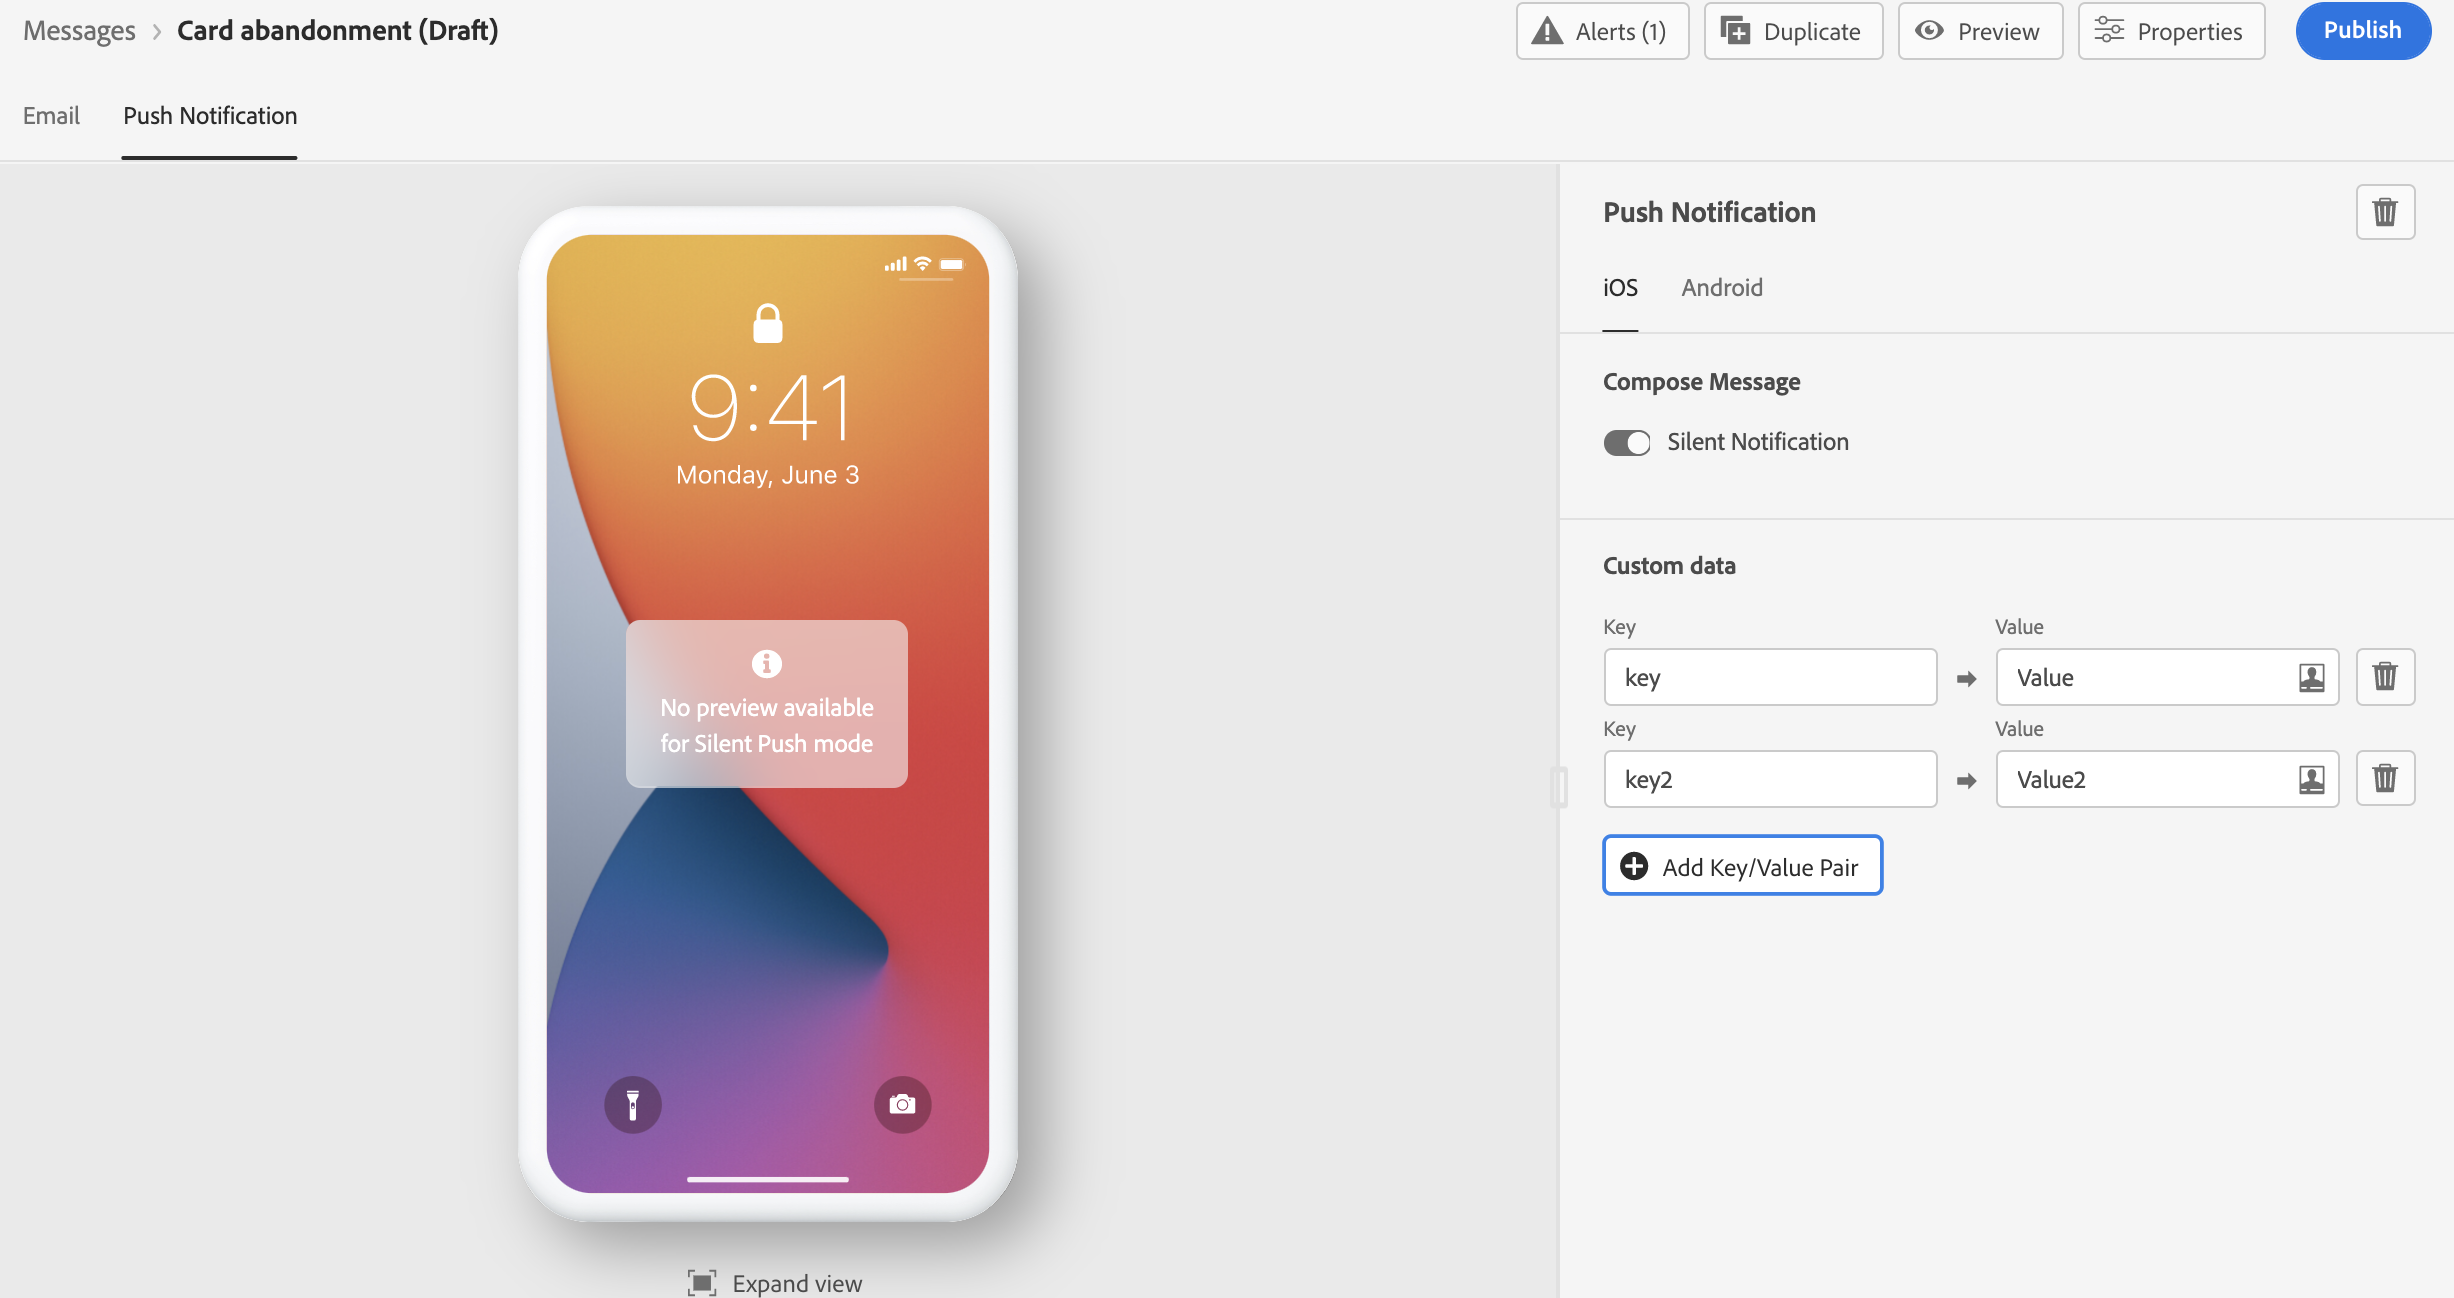 Messages > Card abandonment (Draft)
Alerts (1)
Duplicate
Preview
Properties
Publish
Email
Push Notification
9:41
Monday, June 3
No preview available
for Silent Push mode
Expand view
Push Notification
iOS
Android
Compose Message
Silent Notification
Custom data
Key
Value
key
Value
Key
Value
key2
Value2
Add Key/Value Pair